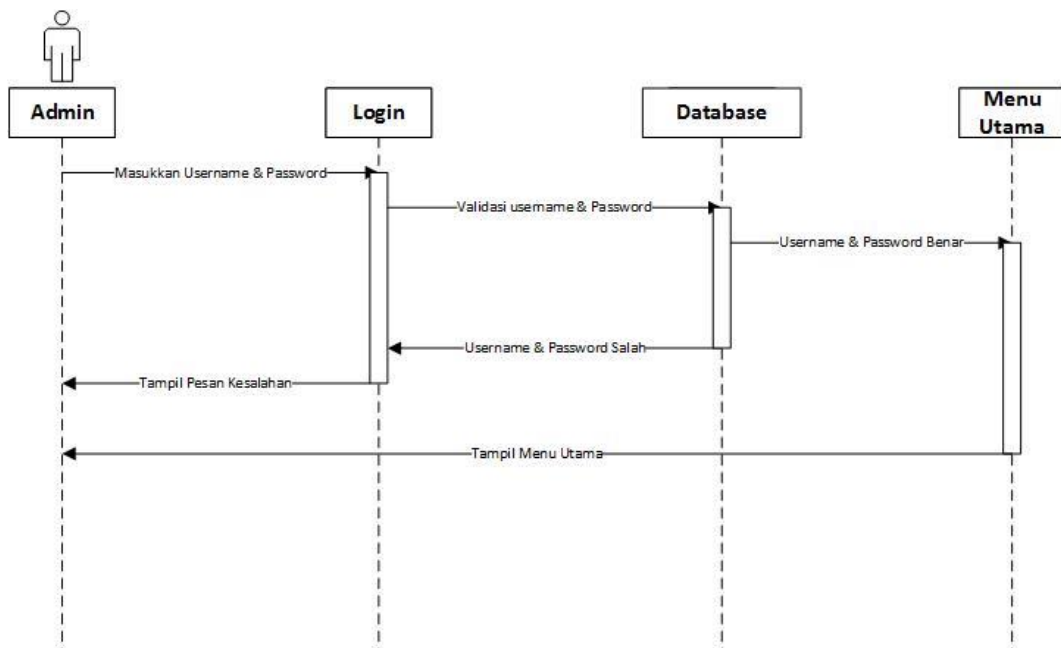 Admin
Login
Database
Menu
Utama
Masukkan Username & Password
Validasi username & Password
Username & Password Benar
Username & Password Salah
Tampil Pesan Kesalahan
Tampil Menu Utama